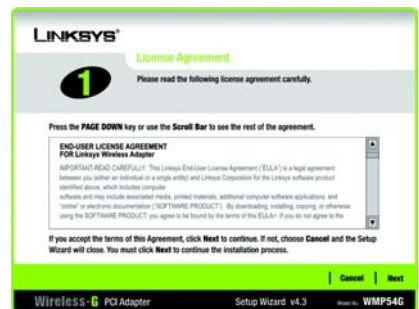 LINKSYS®
License Agreement
1
Please read the following license agreement carefully.
Press the PAGE DOWN key or use the Scroll Bar to see the rest of the agreement.
END-USER LICENSE AGREEMENT
FOR Linksys Wireless Adapter
IMPORTANT-READ CAREFULLY: This Linksys End-User License Agreement ("EULA") is a legal agreement
between you (either an individual or a single entity) and Linksys Corporation for the Linksys software product
identified above, which includes computer
software and may include associated media, printed materials, additional computer software applications, and
"online" or electronic documentation ("SOFTWARE PRODUCT"). By downloading, installing, copying, or otherwise
using the SOFTWARE PRODUCT, you agree to be bound by the terms of this EULA+ If you do not agree to the
If you accept the terms of this Agreement, click Next to continue. If not, choose Cancel and the Setup
Wizard will close. You must click Next to continue the installation process.
Cancel Next
Wireless-G PCI Adapter Setup Wizard v4.3 Model No. WMP54G